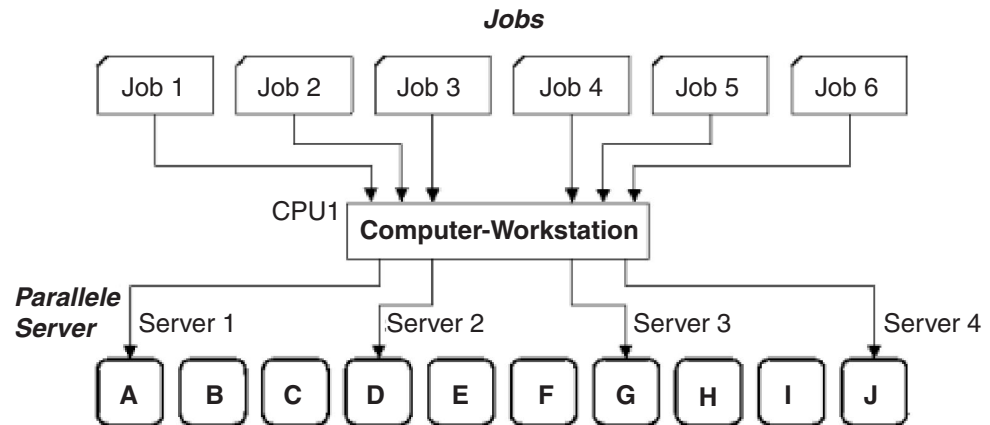 Jobs
Job 1 Job 2 Job 3 Job 4 Job 5 Job 6
CPU1
Computer-Workstation
Parallele
Server
Server 1 Server 2 Server 3 Server 4
A B C D E F G H I J